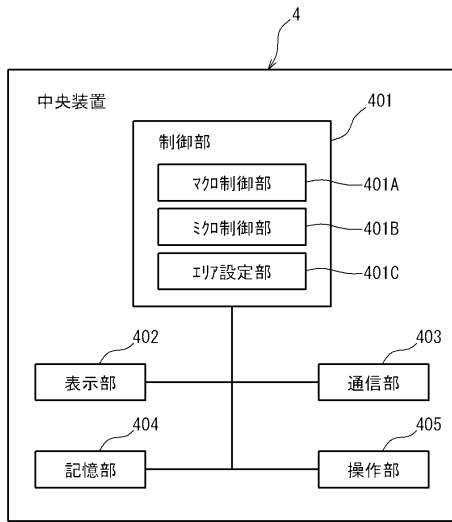 4
中央装置
401
制御部
ﾏｸﾛ制御部
401A
ﾐｸﾛ制御部
401B
ｴﾘｱ設定部
401C
402
403
表示部
通信部
404
405
記憶部
操作部